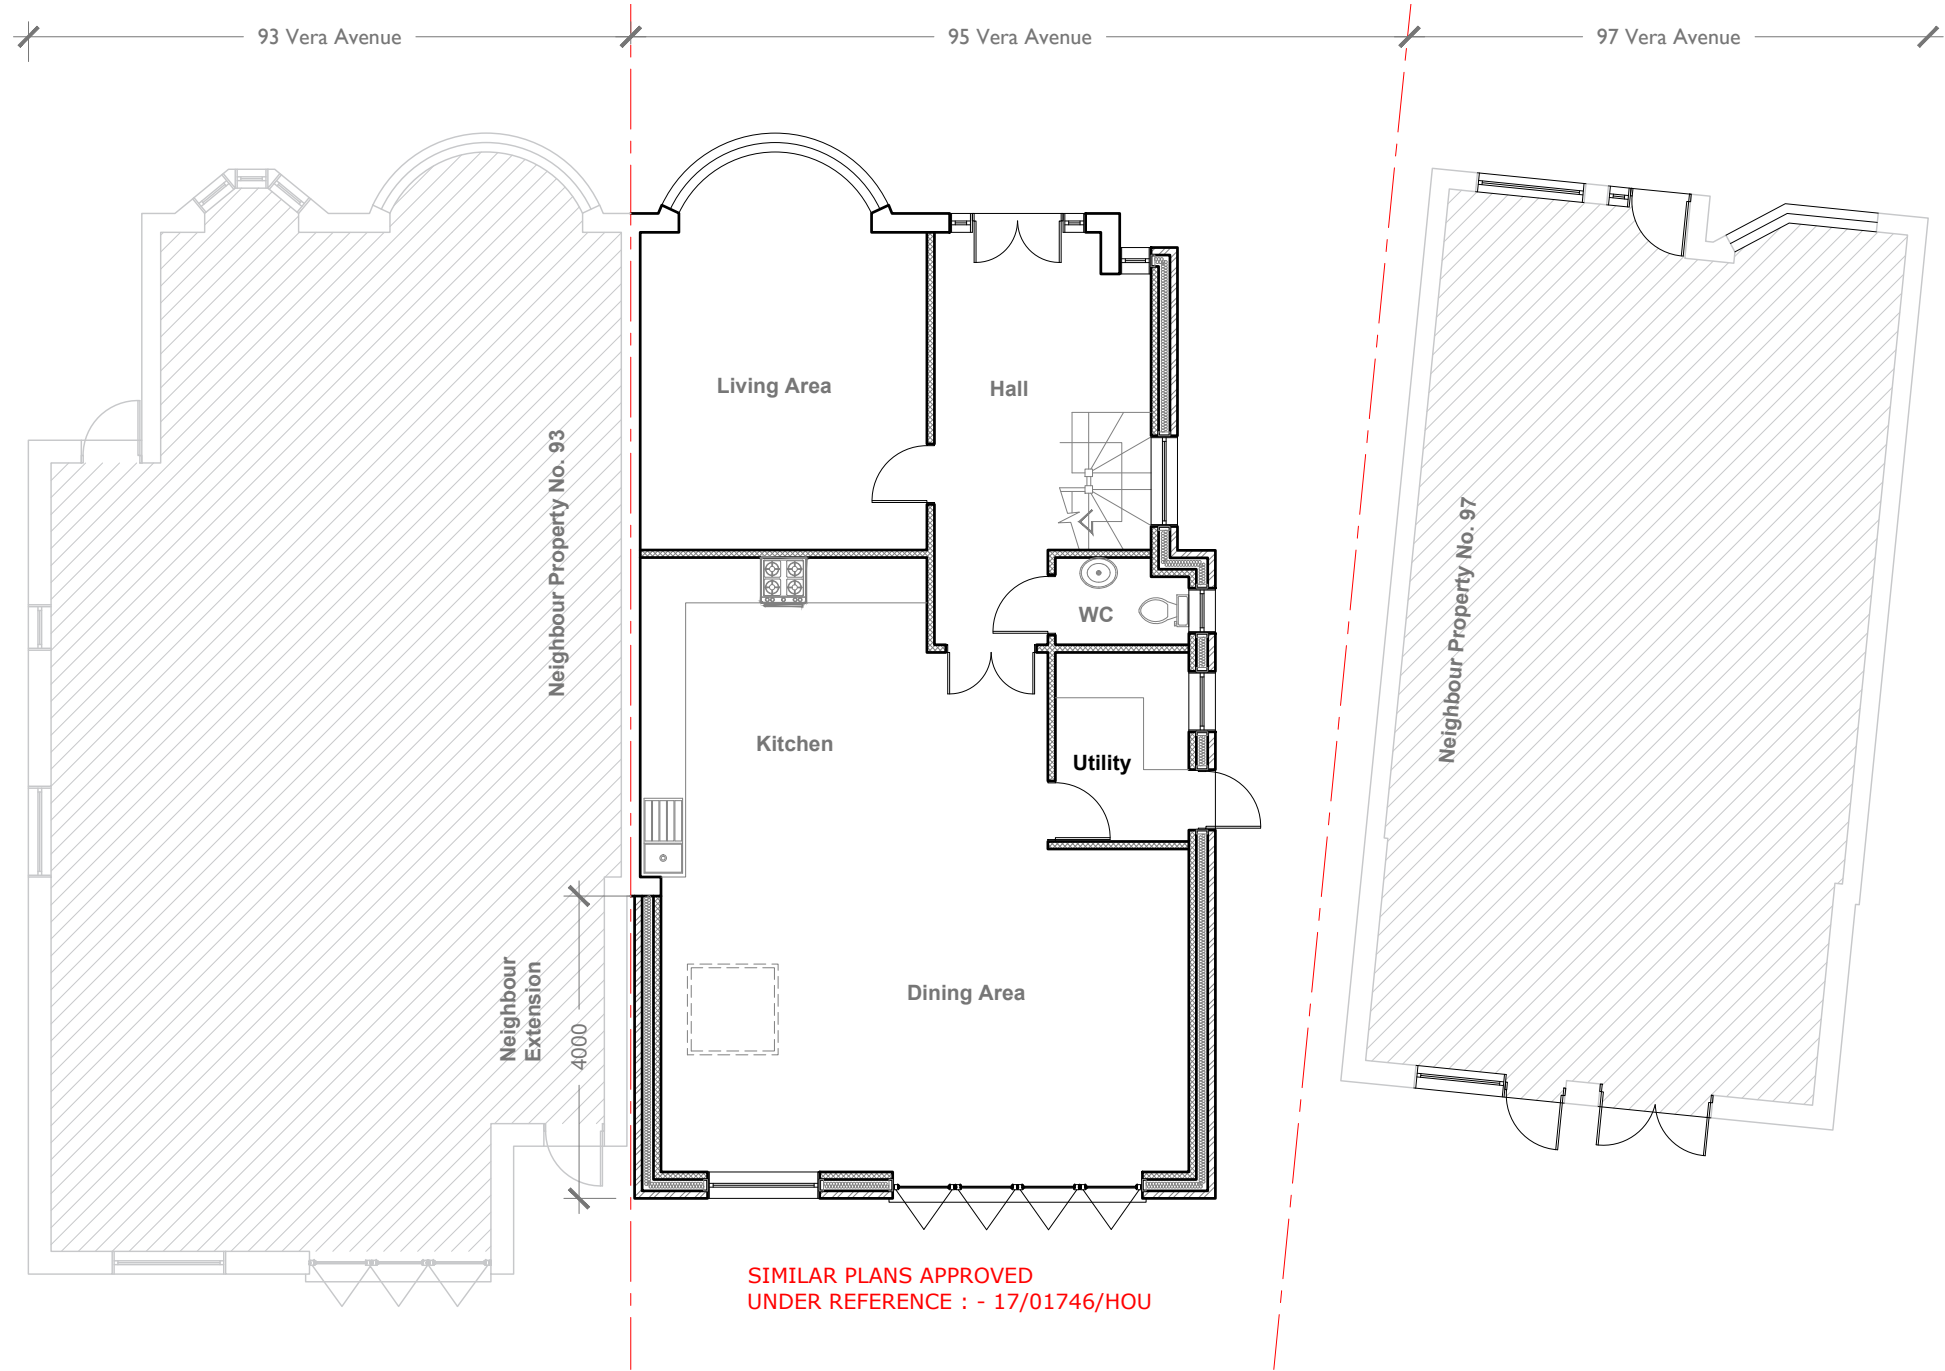 93 Vera Avenue
95 Vera Avenue
97 Vera Avenue
Living Area
Hall
Neighbour Property No. 93
Neighbour Property No. 97
WC
Kitchen
Utility
Dining Area
Neighbour
Extension
4000
SIMILAR PLANS APPROVED
UNDER REFERENCE : - 17/01746/HOU